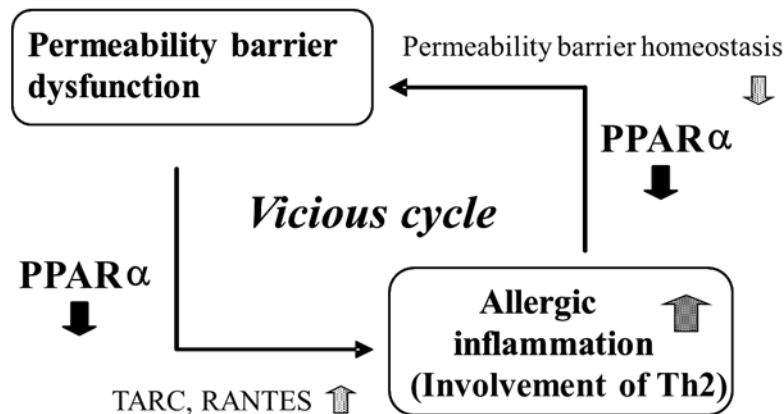 Permeability barrier
dysfunction
Permeability barrier homeostasis
PPARα
Vicious cycle
PPARα
Allergic
inflammation
(Involvement of Th2)
TARC, RANTES